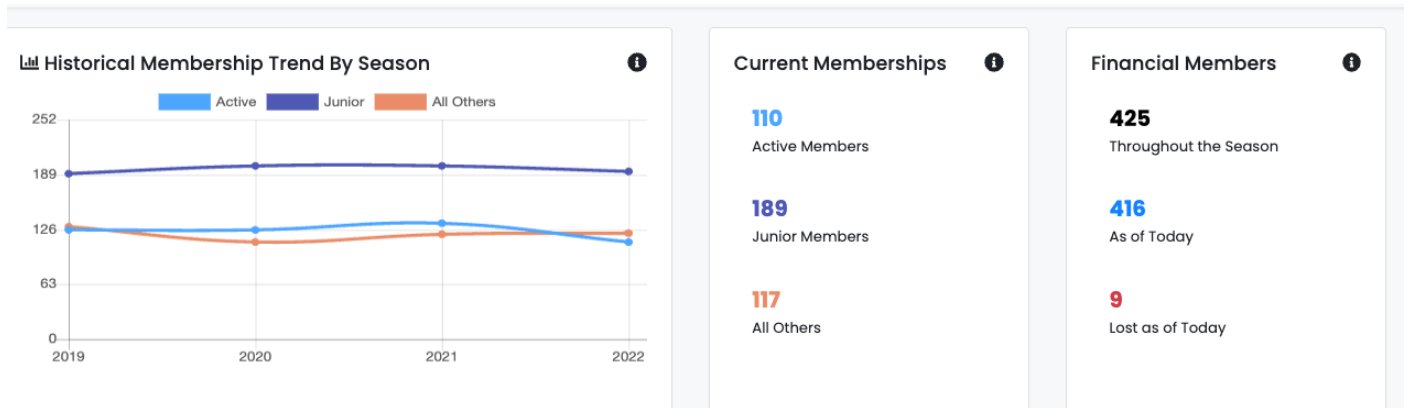 Historical Membership Trend By Season
Active Junior All Others
252
189
126
63
0
2019 2020 2021 2022
Current Memberships
110
Active Members
189
Junior Members
117
All Others
Financial Members
425
Throughout the Season
416
As of Today
9
Lost as of Today